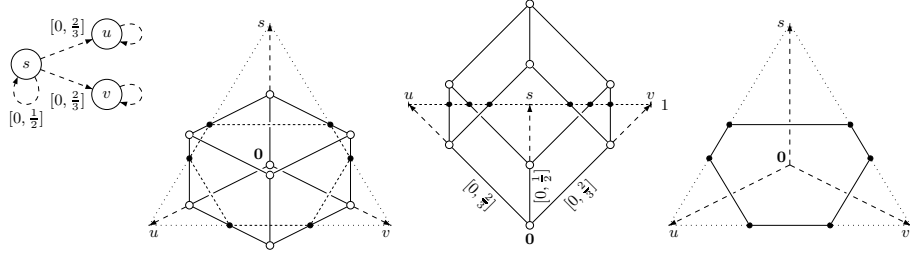 [0, 2/3] u
s
[0, 2/3] v
[0, 1/2]
s
0
u v
u s v 1
[0, 2/3] [0, 1/2] [0, 2/3]
0
s
0
u v